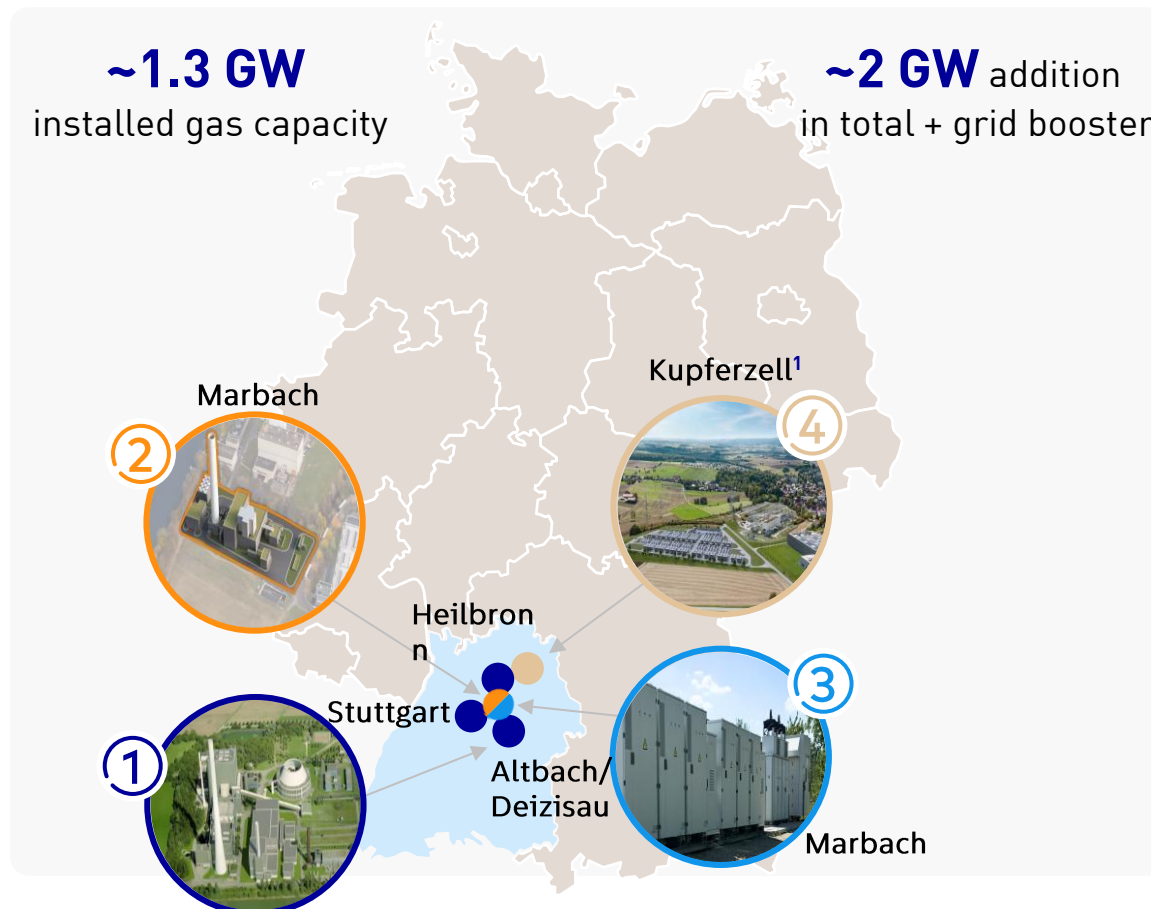 ~1.3 GW
installed gas capacity
~2 GW addition
in total + grid booster
Marbach
2
Kupferzell¹
4
Heilbron
n
Stuttgart
3
1
Altbach/
Deizisau
Marbach